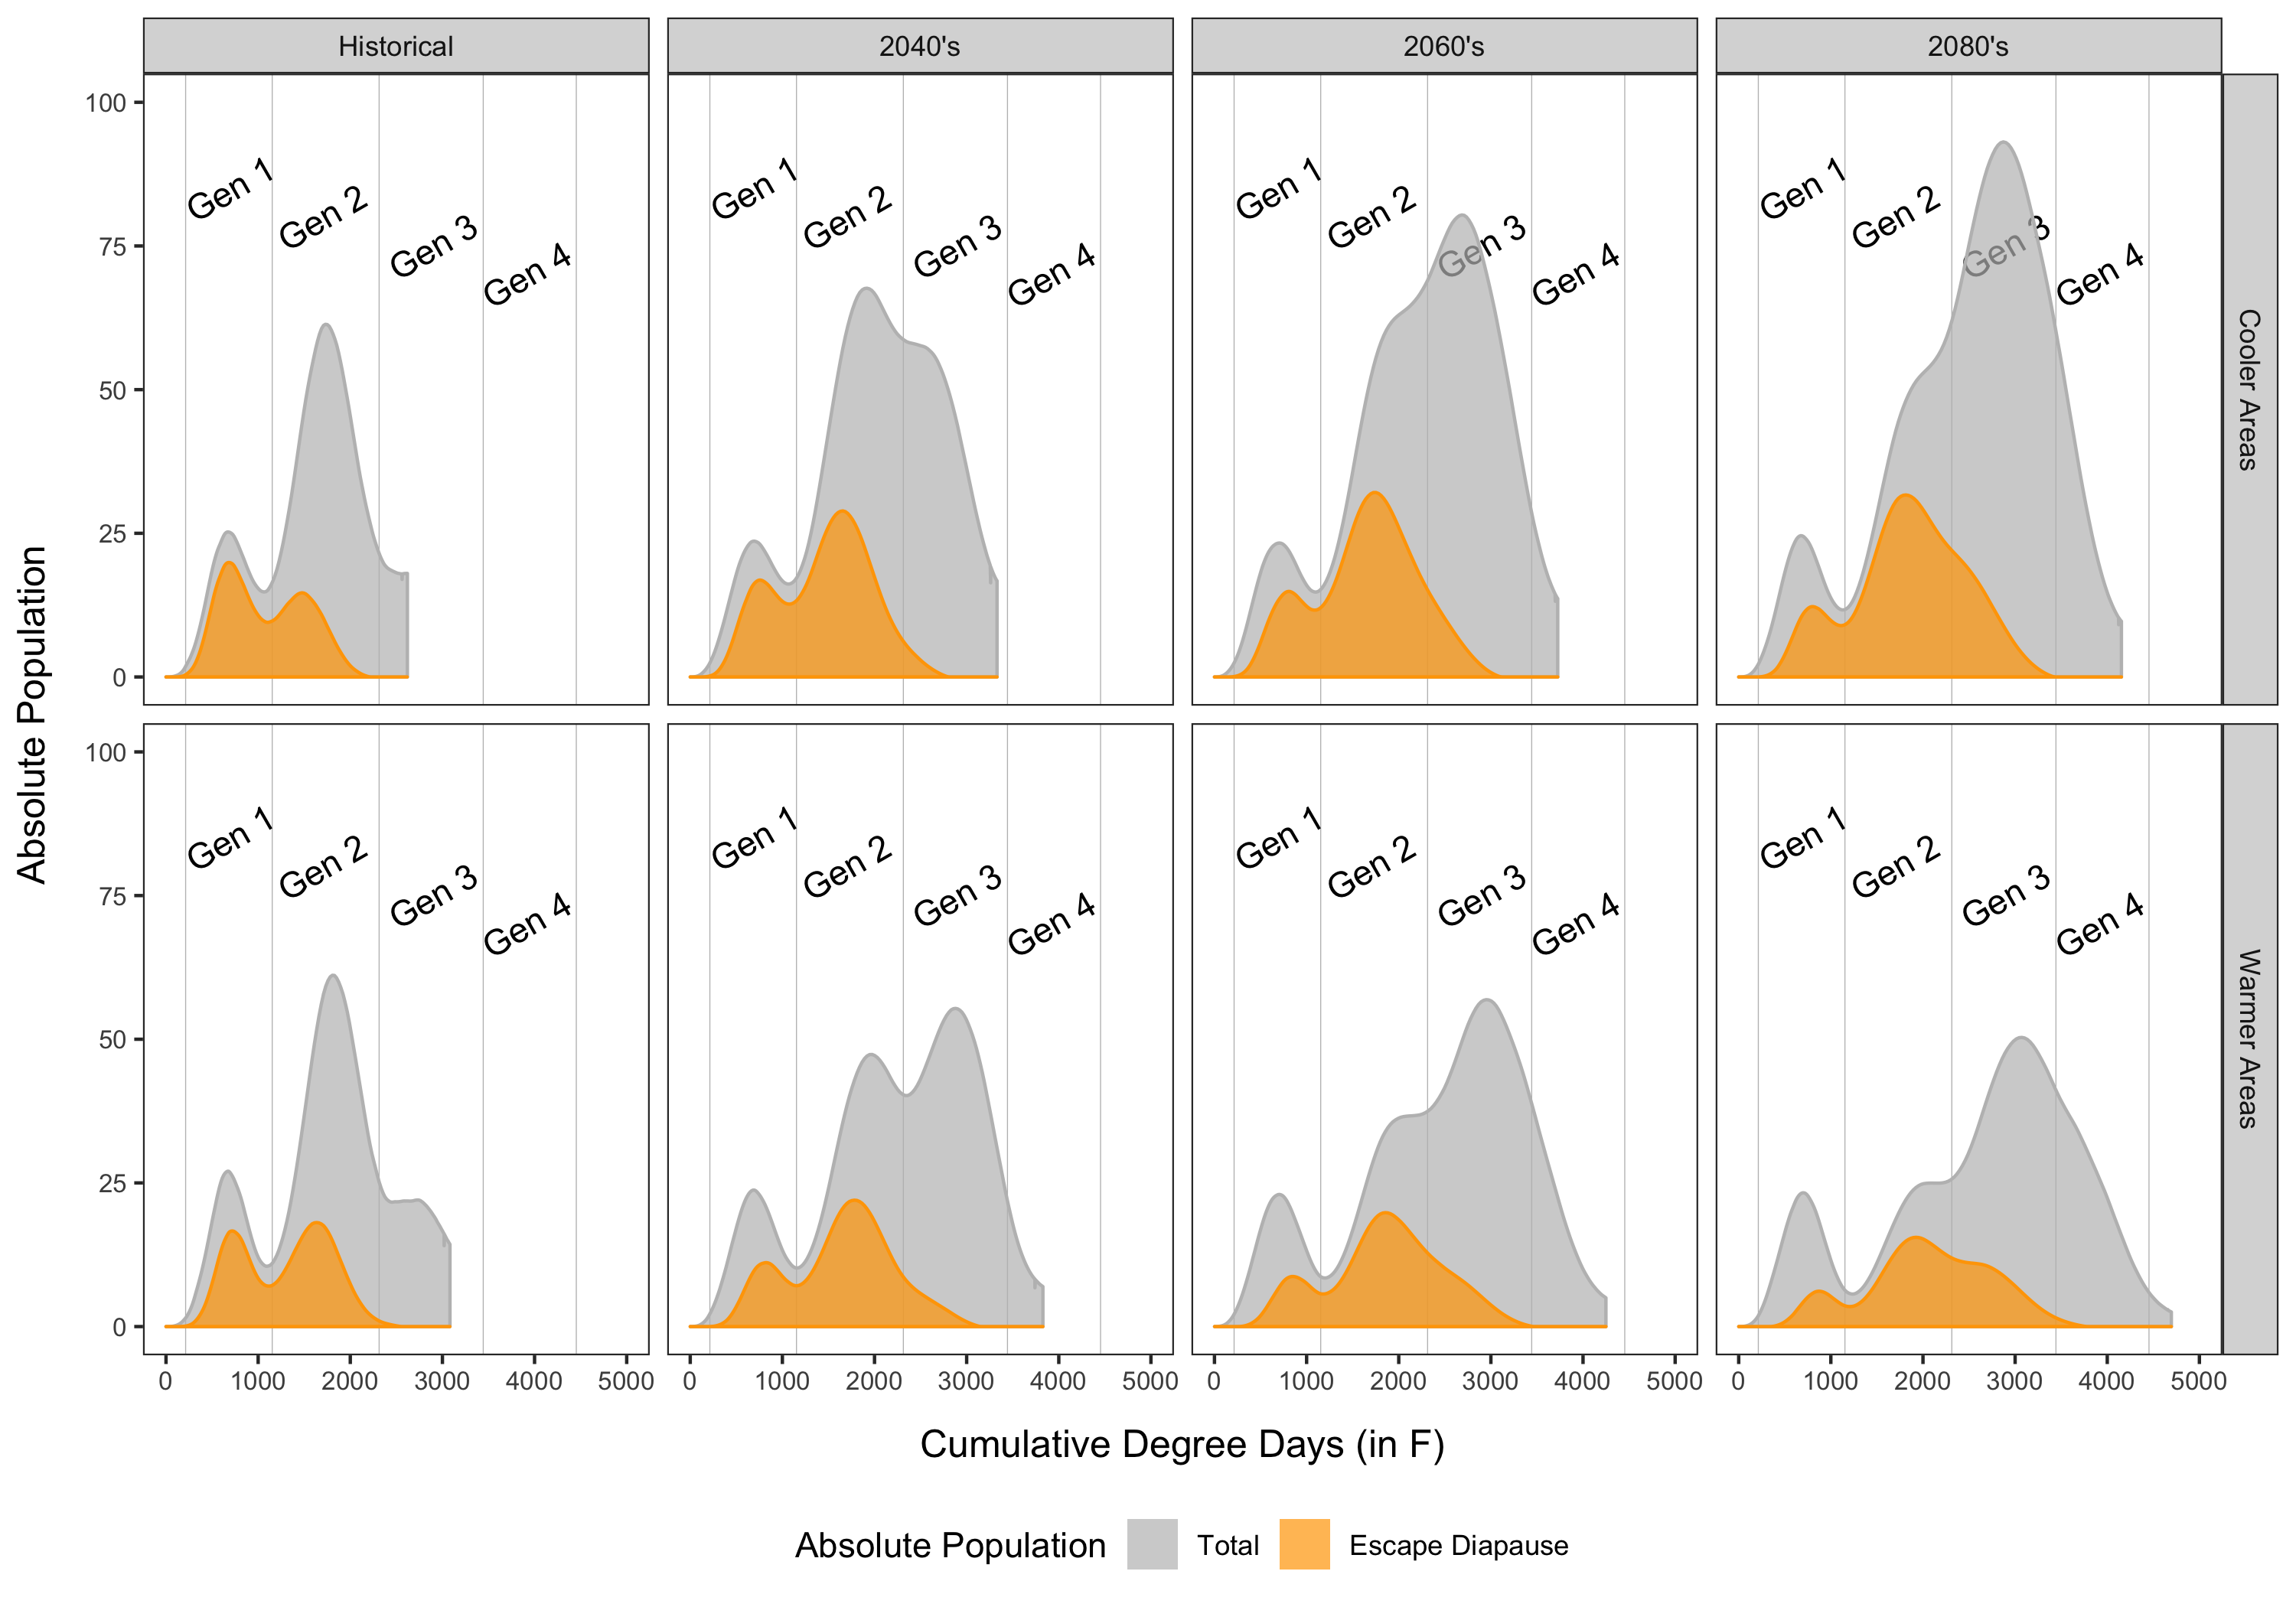 Historical
2040's
2060's
2080's
Absolute Population
100
75
50
25
0
Gen 1
Gen 2
Gen 3
Gen 4
Gen 1
Gen 2
Gen 3
Gen 4
Gen 1
Gen 2
Gen 3
Gen 4
Gen 1
Gen 2
Gen 3
Gen 4
Cooler Areas
100
75
50
25
0
Gen 1
Gen 2
Gen 3
Gen 4
Gen 1
Gen 2
Gen 3
Gen 4
Gen 1
Gen 2
Gen 3
Gen 4
Gen 1
Gen 2
Gen 3
Gen 4
Warmer Areas
0 1000 2000 3000 4000 5000
0 1000 2000 3000 4000 5000
0 1000 2000 3000 4000 5000
0 1000 2000 3000 4000 5000
Cumulative Degree Days (in F)
Absolute Population Total Escape Diapause